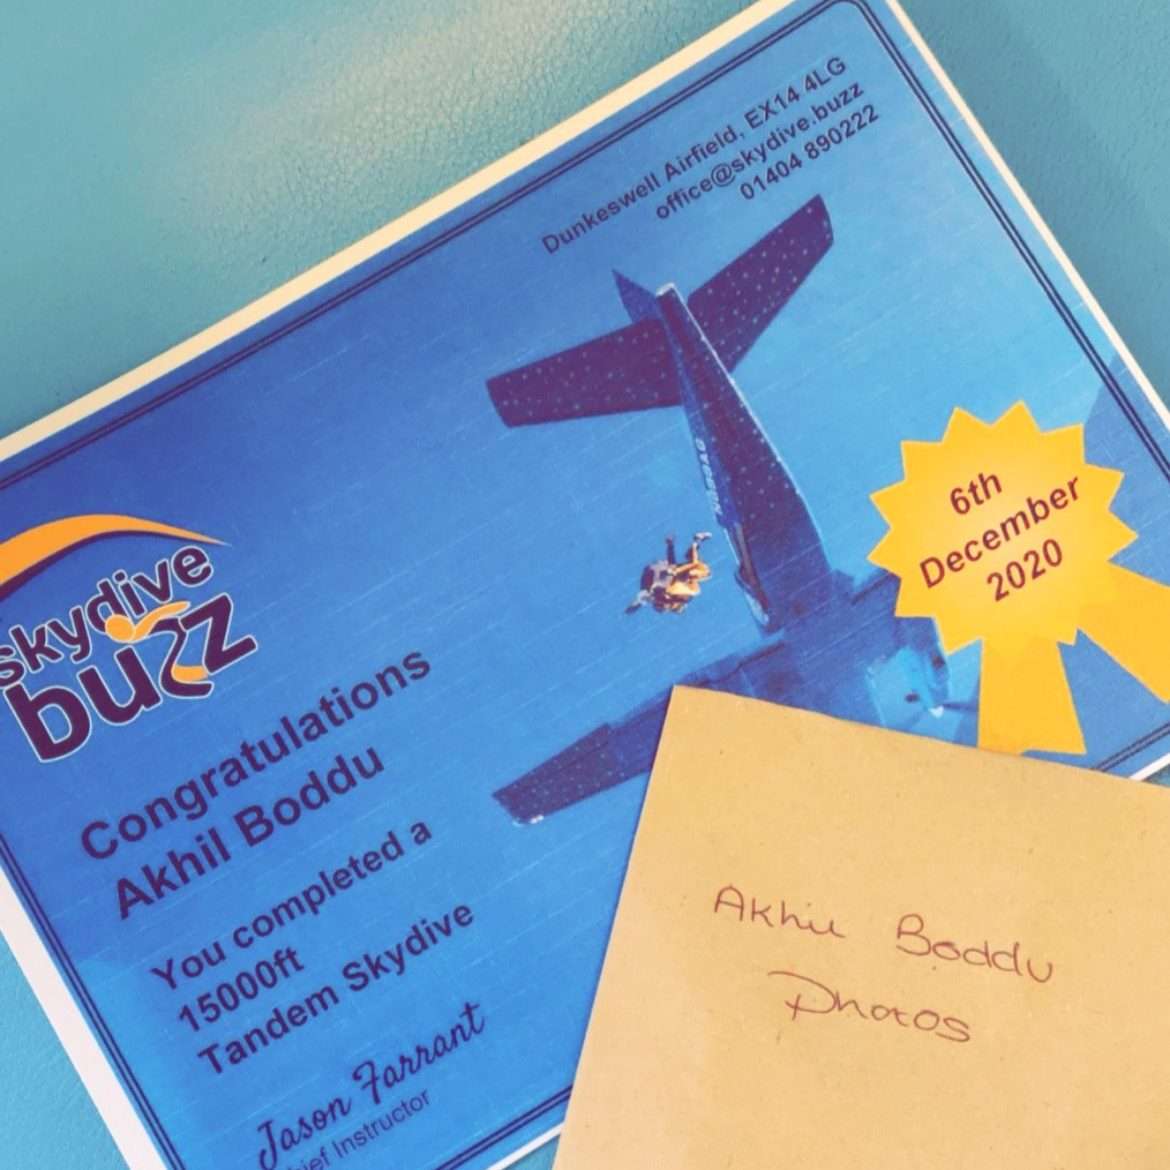 Dunkeswell Airfield, EX14 4LG
office@skydive.buzz
01404 890222
6th
December
2020
skydive
buzz
Congratulations
Akhil Boddu
You completed a
15000ft
Tandem Skydive
Jason Farrant
hief Instructor
Akhil Boddu
Photos